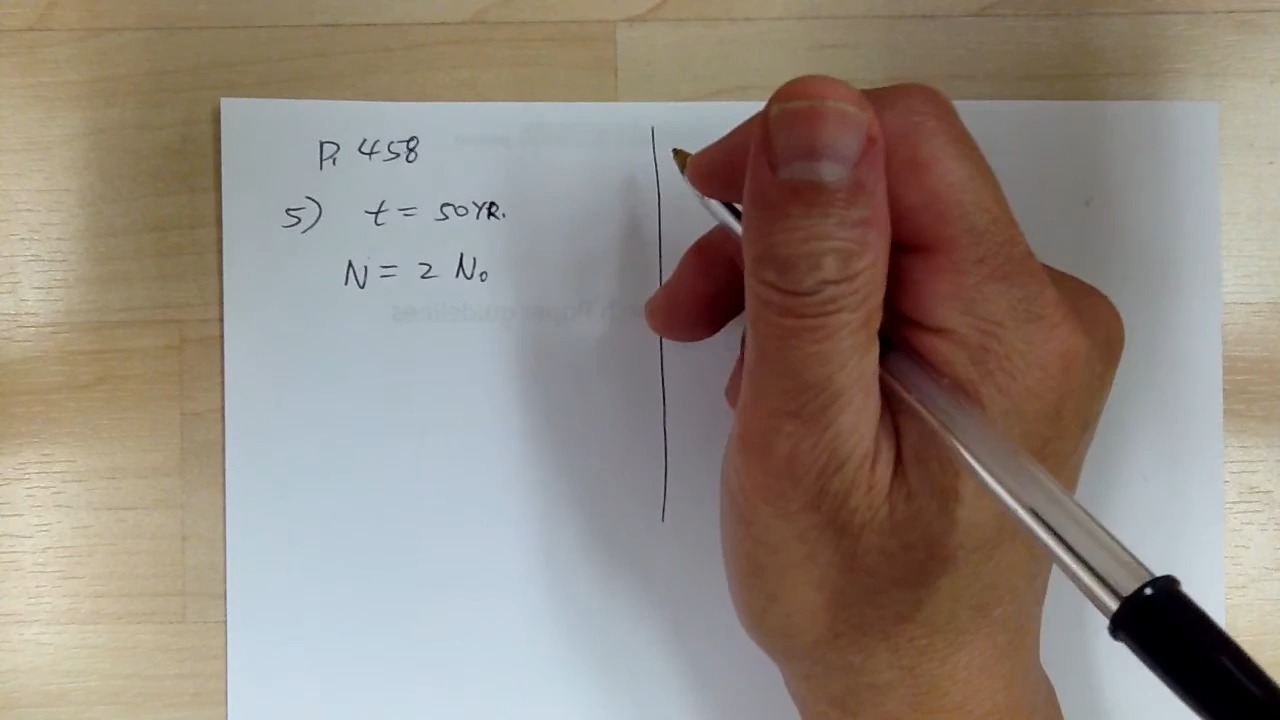 P. 458
5) t = 50YR.
N = 2 N₀